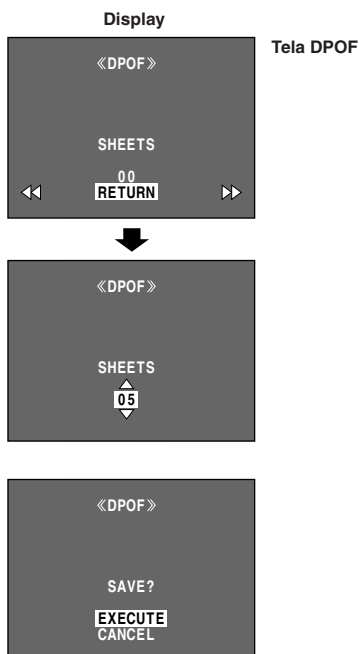 Display
Tela DPOF
《DPOF》
SHEETS
00
RETURN
《DPOF》
SHEETS
05
《DPOF》
SAVE?
EXECUTE
CANCEL